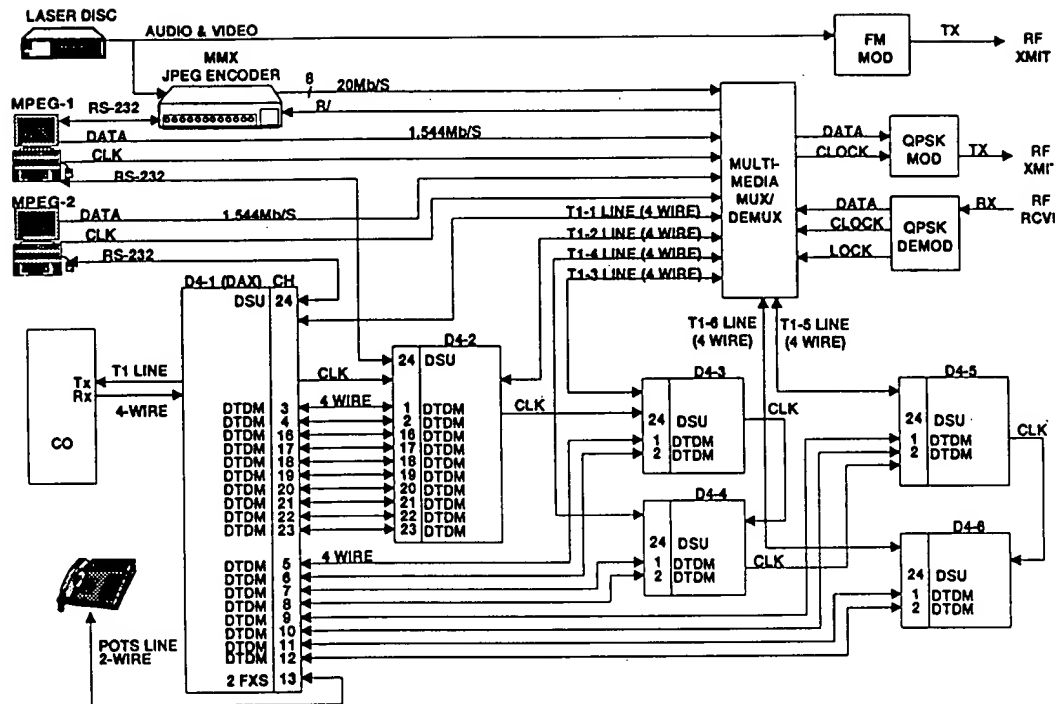 LASER DISC
AUDIO & VIDEO
MMX
JPEG ENCODER
FM
MOD
TX
RF
XMIT
8
20Mb/S
R/
MPEG-1
RS-232
DATA
1.544Mb/S
CLK
RS-232
MULTI-
MEDIA
MUX/
DEMUX
DATA
CLOCK
QPSK
MOD
TX
RF
XMIT
MPEG-2
DATA
1.544Mb/S
CLK
RS-232
T1-1 LINE (4 WIRE)
T1-2 LINE (4 WIRE)
T1-4 LINE (4 WIRE)
T1-3 LINE (4 WIRE)
DATA
CLOCK
LOCK
QPSK
DEMOD
RX
RF
RCV
D4-1 (DAX) CH
DSU 24
T1-6 LINE
(4 WIRE)
T1-5 LINE
(4 WIRE)
CO
Tx
Rx
T1 LINE
4-WIRE
CLK
D4-2
24 DSU
1 DTDM
2 DTDM
16 DTDM
17 DTDM
18 DTDM
19 DTDM
20 DTDM
21 DTDM
22 DTDM
23 DTDM
CLK
4 WIRE
DTDM 3
DTDM 4
DTDM 16
DTDM 17
DTDM 18
DTDM 19
DTDM 20
DTDM 21
DTDM 22
DTDM 23
D4-3
24 DSU
1 DTDM
2 DTDM
CLK
D4-5
24 DSU
1 DTDM
2 DTDM
CLK
D4-4
24 DSU
1 DTDM
2 DTDM
CLK
D4-6
24 DSU
1 DTDM
2 DTDM
4 WIRE
DTDM 5
DTDM 6
DTDM 7
DTDM 8
DTDM 9
DTDM 10
DTDM 11
DTDM 12
2 FXS 13
POTS LINE
2-WIRE